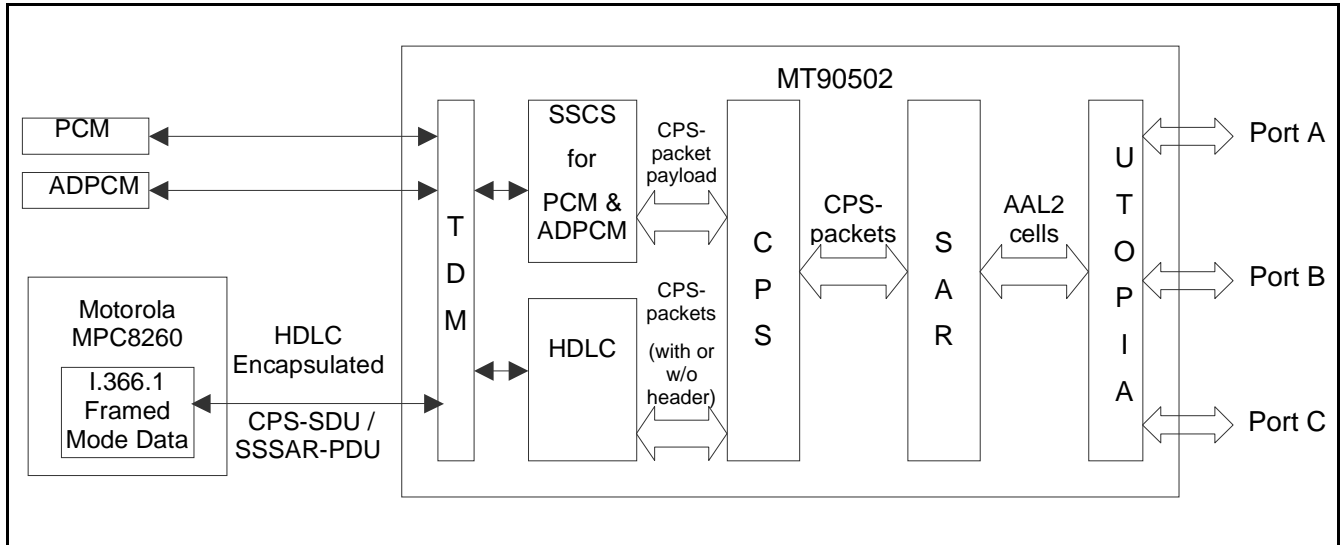 MT90502
PCM
ADPCM
Motorola
MPC8260
I.366.1
Framed
Mode Data
HDLC
Encapsulated
CPS-SDU /
SSSAR-PDU
T
D
M
SSCS
for
PCM &
ADPCM
HDLC
CPS-
packet
payload
CPS-
packets
(with or
w/o
header)
C
P
S
CPS-
packets
S
A
R
AAL2
cells
U
T
O
P
I
A
Port A
Port B
Port C